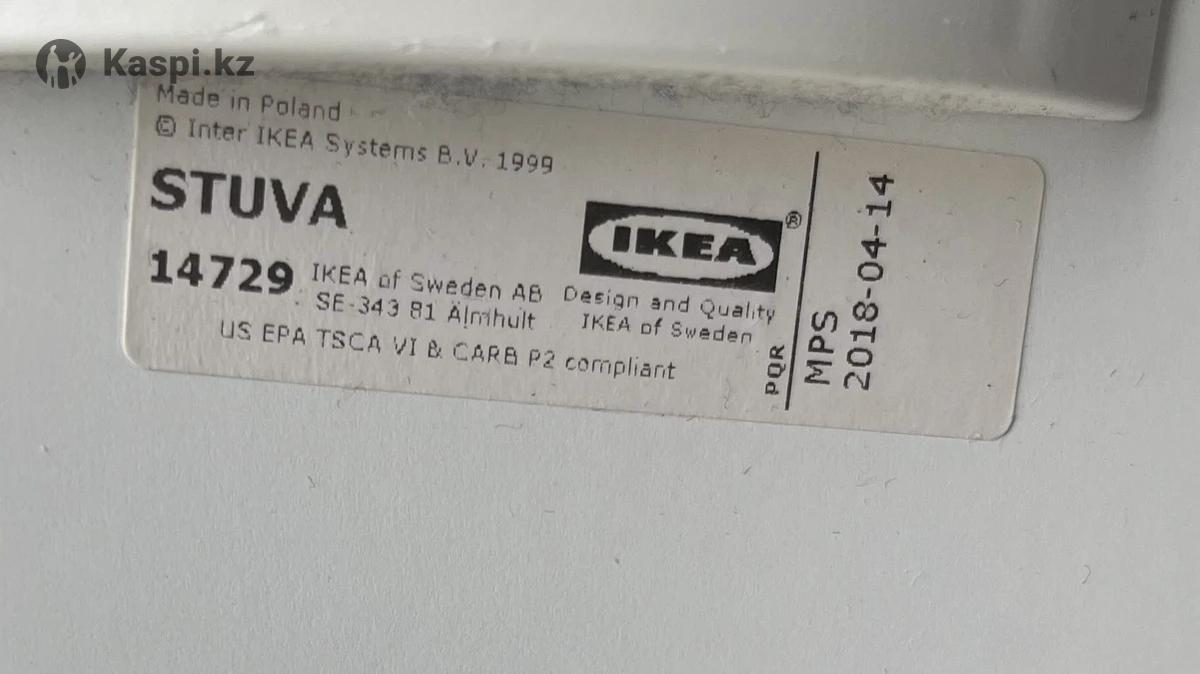 Kaspi.kz
Made in Poland
© Inter IKEA Systems B.V. 1999
STUVA
14729
IKEA of Sweden AB
SE-343 81 Älmhult
US EPA TSCA VI & CARB P2 compliant
IKEA®
Design and Quality
IKEA of Sweden
PQR
MPS
2018-04-14